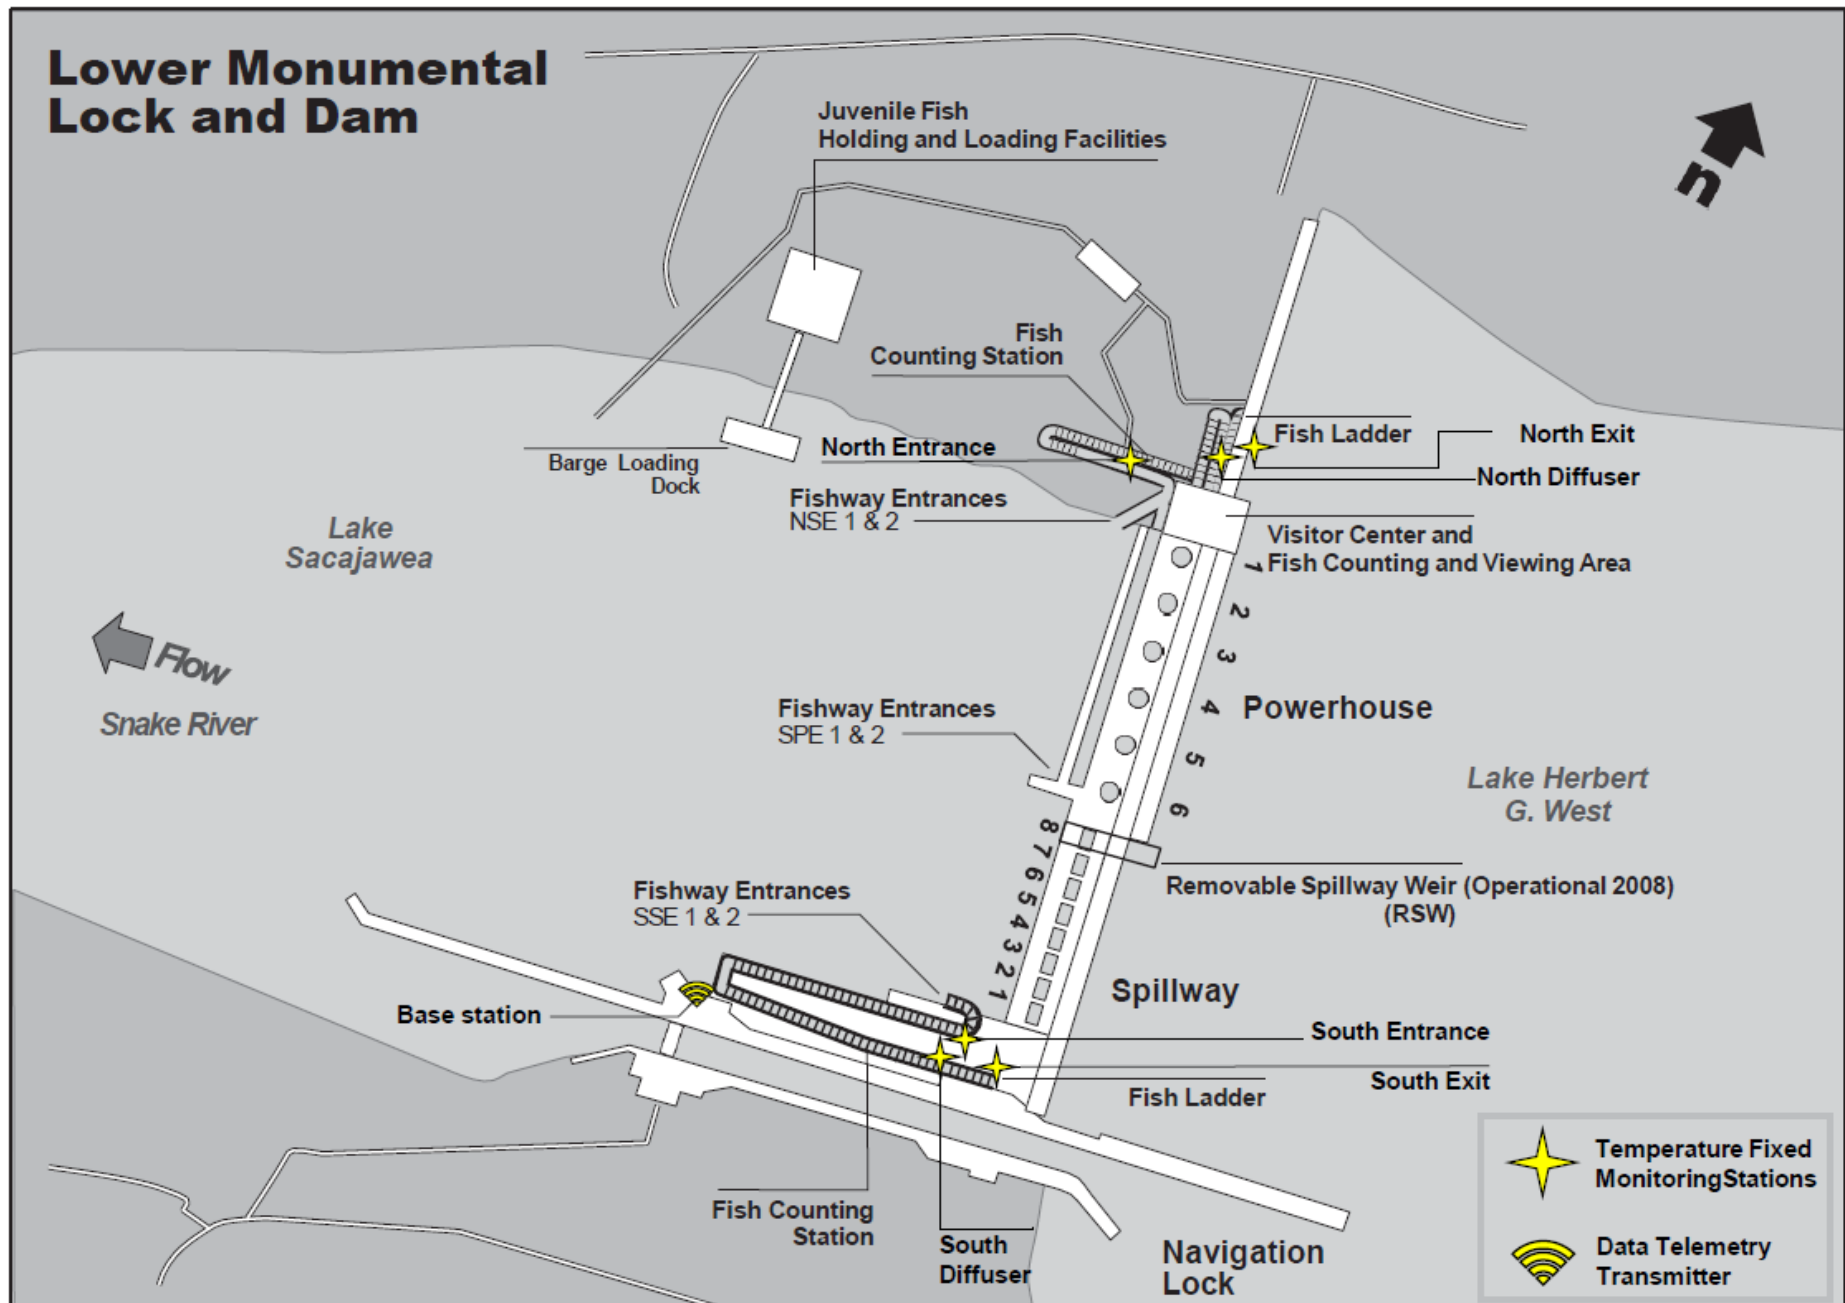 Lower Monumental
Lock and Dam
n
Juvenile Fish
Holding and Loading Facilities
Fish
Counting Station
North Entrance
Barge Loading
Dock
Fishway Entrances
NSE 1 & 2
Fish Ladder
North Exit
North Diffuser
Visitor Center and
Fish Counting and Viewing Area
Lake
Sacajawea
Flow
Snake River
1
2
3
4
5
6
Powerhouse
Fishway Entrances
SPE 1 & 2
Lake Herbert
G. West
8
7
6
5
4
3
2
1
Removable Spillway Weir (Operational 2008)
(RSW)
Fishway Entrances
SSE 1 & 2
Spillway
Base station
South Entrance
South Exit
Fish Ladder
Fish Counting
Station
South
Diffuser
Navigation
Lock
Temperature Fixed
MonitoringStations
Data Telemetry
Transmitter